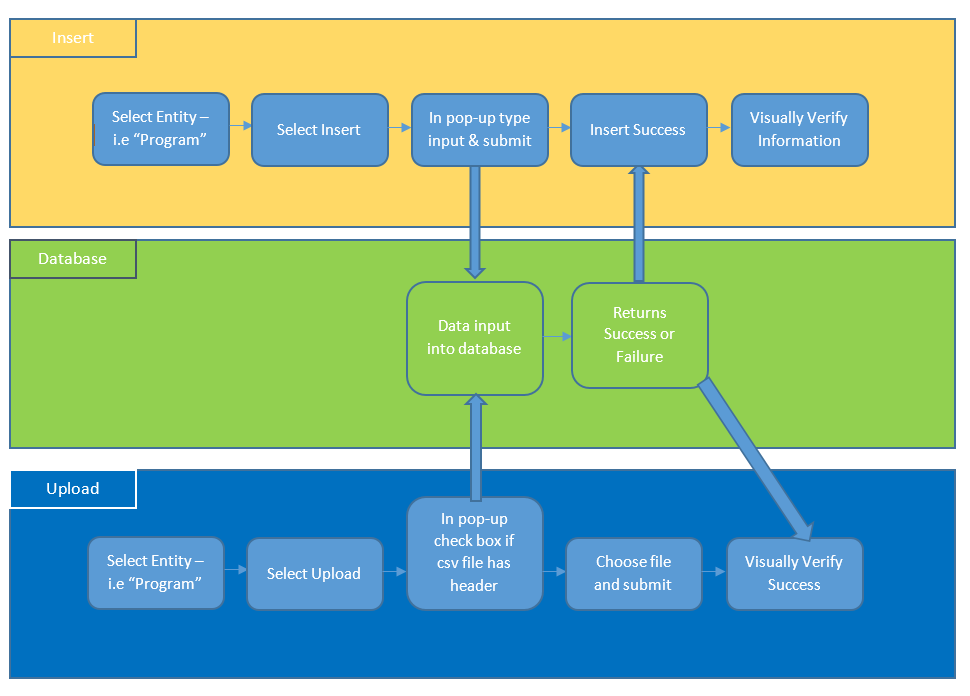 Insert
Select Entity –
i.e “Program”
Select Insert
In pop-up type
input & submit
Insert Success
Visually Verify
Information
Database
Data input
into database
Returns
Success or
Failure
Upload
Select Entity –
i.e “Program”
Select Upload
In pop-up
check box if
csv file has
header
Choose file
and submit
Visually Verify
Success